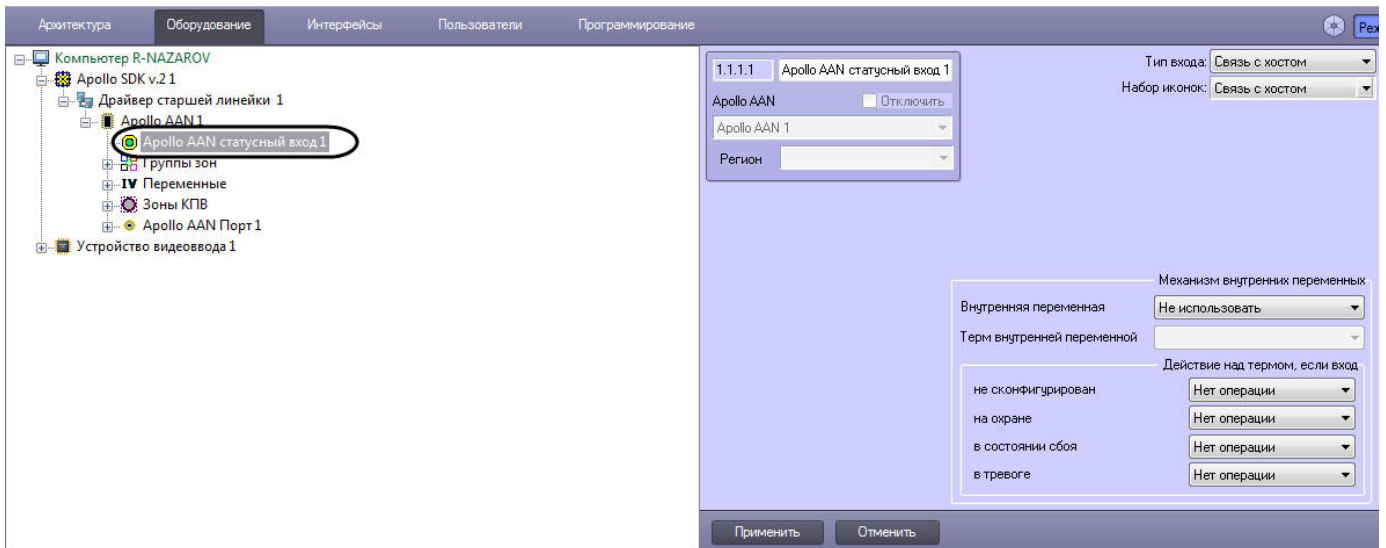 Архитектура Оборудование Интерфейсы Пользователи Программирование
Компьютер R-NAZAROV
Apollo SDK v.2 1
Драйвер старшей линейки 1
Apollo AAN 1
Apollo AAN статусный вход 1
Группы зон
IV Переменные
Зоны КПВ
Apollo AAN Порт 1
Устройство видеоввода 1
1.1.1.1 Apollo AAN статусный вход 1
Apollo AAN Отключить
Apollo AAN 1
Регион
Тип входа: Связь с хостом
Набор иконок: Связь с хостом
Механизм внутренних переменных
Внутренняя переменная Не использовать
Терм внутренней переменной
Действие над термом, если вход
не сконфигурирован Нет операции
на охране Нет операции
в состоянии сбоя Нет операции
в тревоге Нет операции
Применить Отменить